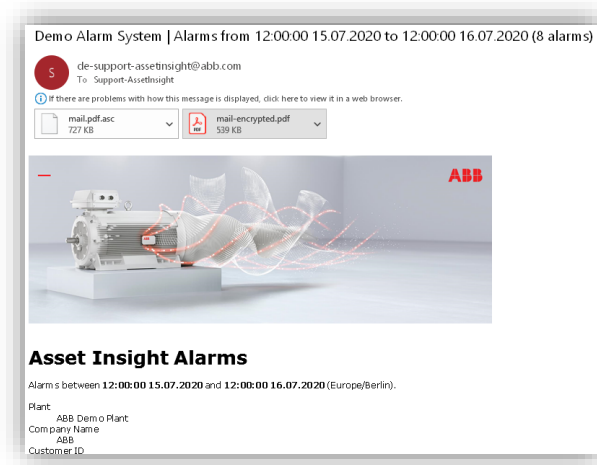 Demo Alarm System | Alarms from 12:00:00 15.07.2020 to 12:00:00 16.07.2020 (8 alarms)
S
de-support-assetinsight@abb.com
To Support-AssetInsight
If there are problems with how this message is displayed, click here to view it in a web browser.
mail.pdf.asc
727 KB
PDF
mail-encrypted.pdf
539 KB
ABB
ABB
Asset Insight Alarms
Alarms between 12:00:00 15.07.2020 and 12:00:00 16.07.2020 (Europe/Berlin).
Plant
ABB Demo Plant
Company Name
ABB
Customer ID